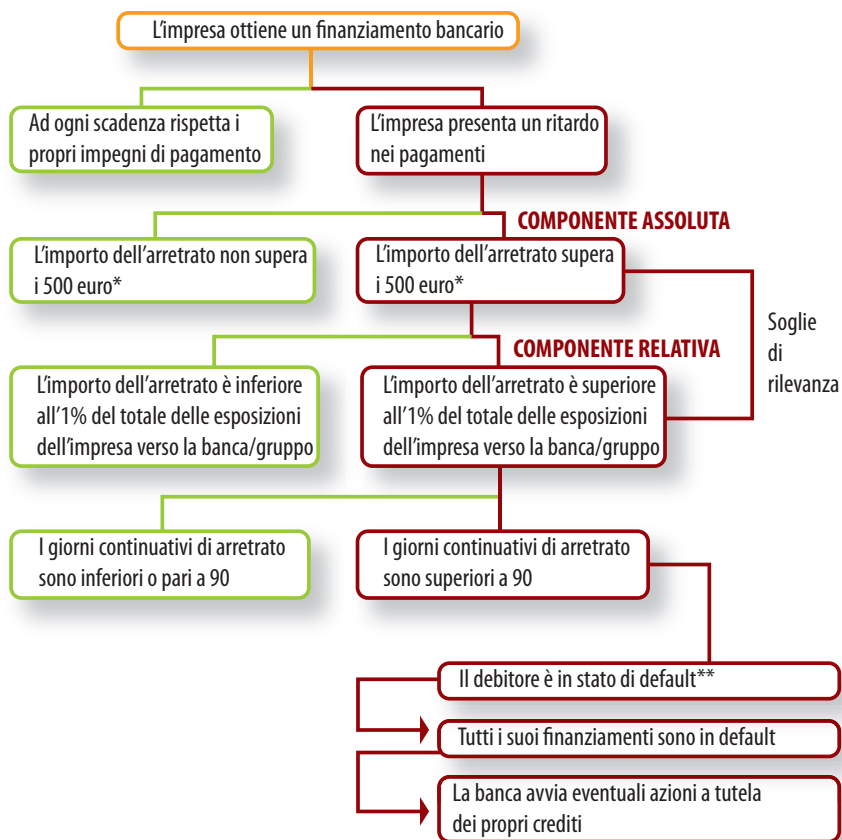 L'impresa ottiene un finanziamento bancario
Ad ogni scadenza rispetta i
propri impegni di pagamento
L'impresa presenta un ritardo
nei pagamenti
COMPONENTE ASSOLUTA
L'importo dell'arretrato non supera
i 500 euro*
L'importo dell'arretrato supera
i 500 euro*
Soglie
di
rilevanza
COMPONENTE RELATIVA
L'importo dell'arretrato è inferiore
all'1% del totale delle esposizioni
dell'impresa verso la banca/gruppo
L'importo dell'arretrato è superiore
all'1% del totale delle esposizioni
dell'impresa verso la banca/gruppo
I giorni continuativi di arretrato
sono inferiori o pari a 90
I giorni continuativi di arretrato
sono superiori a 90
Il debitore è in stato di default**
Tutti i suoi finanziamenti sono in default
La banca avvia eventuali azioni a tutela
dei propri crediti